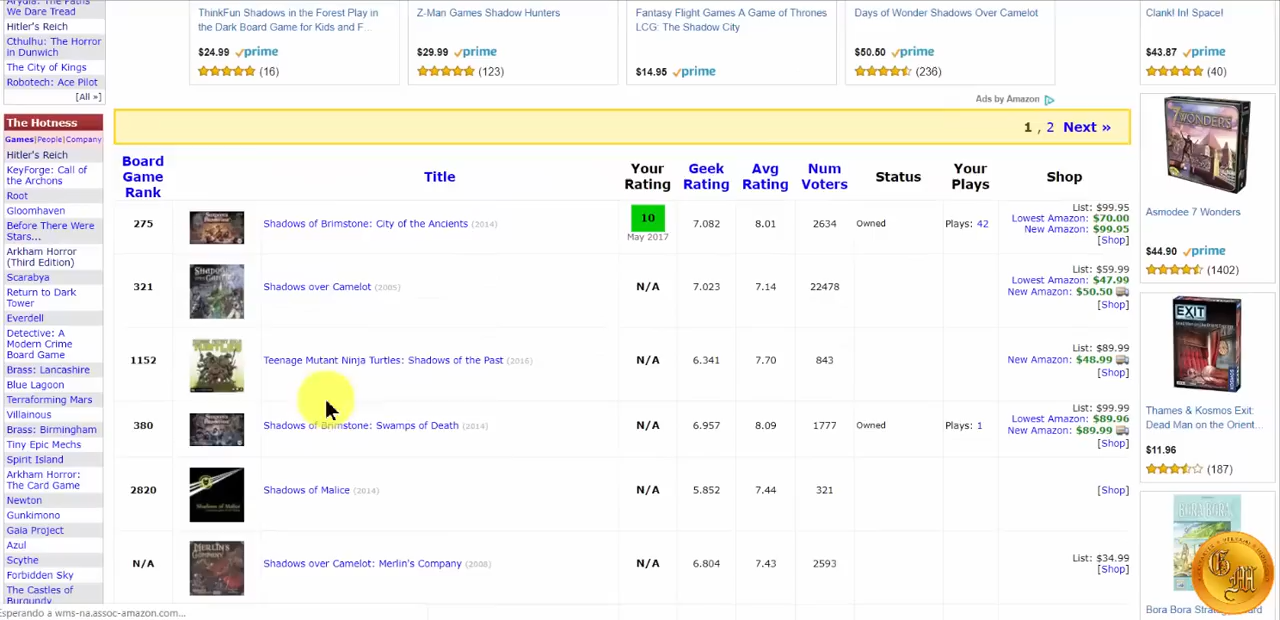 Arydia: The Paths
We Dare Tread
Hitler's Reich
Cthulhu: The Horror
in Dunwich
The City of Kings
Robotech: Ace Pilot
[All »]
ThinkFun Shadows in the Forest Play in
the Dark Board Game for Kids and F...
$24.99 prime
(16)
Z-Man Games Shadow Hunters
$29.99 prime
(123)
Fantasy Flight Games A Game of Thrones
LCG: The Shadow City
$14.95 prime
Days of Wonder Shadows Over Camelot
$50.50 prime
(236)
Clank! In! Space!
$43.87 prime
(40)
Ads by Amazon
1 , 2 Next »
The Hotness
Games|People|Company
Hitler's Reich
KeyForge: Call of
the Archons
Root
Gloomhaven
Before There Were
Stars...
Arkham Horror
(Third Edition)
Scarabya
Return to Dark
Tower
Everdell
Detective: A
Modern Crime
Board Game
Brass: Lancashire
Blue Lagoon
Terraforming Mars
Villainous
Brass: Birmingham
Tiny Epic Mechs
Spirit Island
Arkham Horror:
The Card Game
Newton
Gunkimono
Gaia Project
Azul
Scythe
Forbidden Sky
The Castles of
Burgundy
Board
Game
Rank
Title
Your
Rating
Geek
Rating
Avg
Rating
Num
Voters
Status
Your
Plays
Shop
275 Shadows of Brimstone: City of the Ancients (2014) 10 7.082 8.01 2634 Owned Plays: 42
May 2017
List: $99.95
Lowest Amazon: $70.00
New Amazon: $99.95
[Shop]
321 Shadows over Camelot (2005) N/A 7.023 7.14 22478
List: $59.99
Lowest Amazon: $47.99
New Amazon: $50.50
[Shop]
1152 Teenage Mutant Ninja Turtles: Shadows of the Past (2016) N/A 6.341 7.70 843
List: $89.99
New Amazon: $48.99
[Shop]
380 Shadows of Brimstone: Swamps of Death (2014) N/A 6.957 8.09 1777 Owned Plays: 1
List: $99.99
Lowest Amazon: $89.96
New Amazon: $89.99
[Shop]
2820 Shadows of Malice (2014) N/A 5.852 7.44 321
[Shop]
N/A Shadows over Camelot: Merlin's Company (2008) N/A 6.804 7.43 2593
List: $34.99
[Shop]
7 WONDERS
Asmodee 7 Wonders
$44.90 prime
(1402)
EXIT
Thames & Kosmos Exit:
Dead Man on the Orient...
$11.96
(187)
BORA BORA
Bora Bora Strategy Board
GM
Esperando a wms-na.assoc-amazon.com...